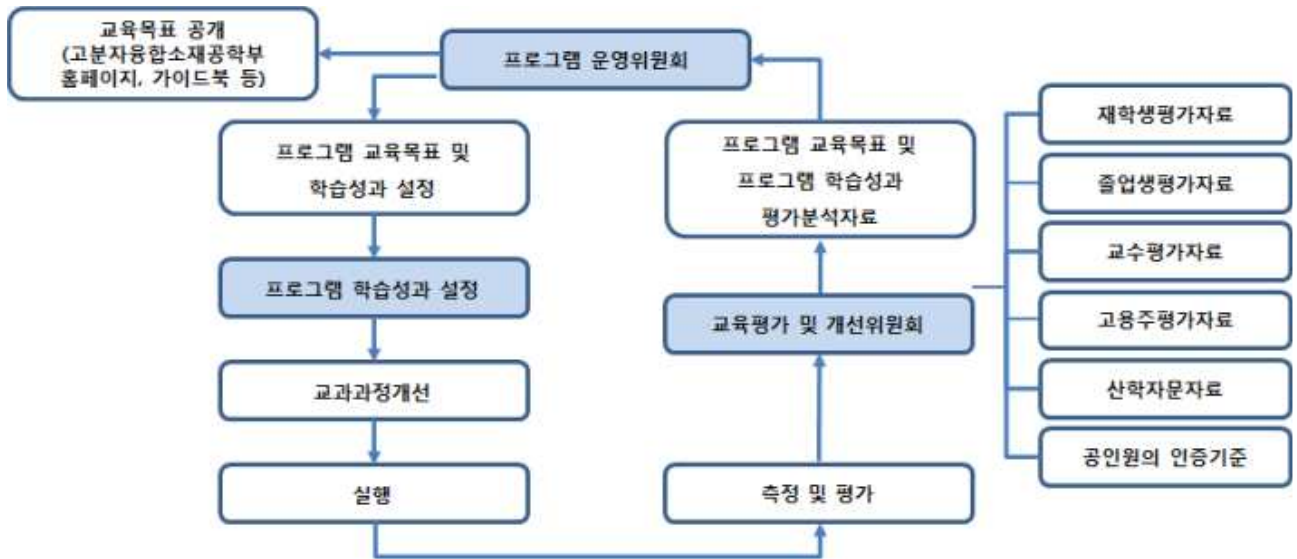 교육목표 공개
(고분자융합소재공학부
홈페이지, 가이드북 등)
프로그램 운영위원회
프로그램 교육목표 및
학습성과 설정
프로그램 학습성과 설정
교과과정개선
실행
프로그램 교육목표 및
프로그램 학습성과
평가분석자료
교육평가 및 개선위원회
측정 및 평가
재학생평가자료
졸업생평가자료
교수평가자료
고용주평가자료
산학자문자료
공인원의 인증기준